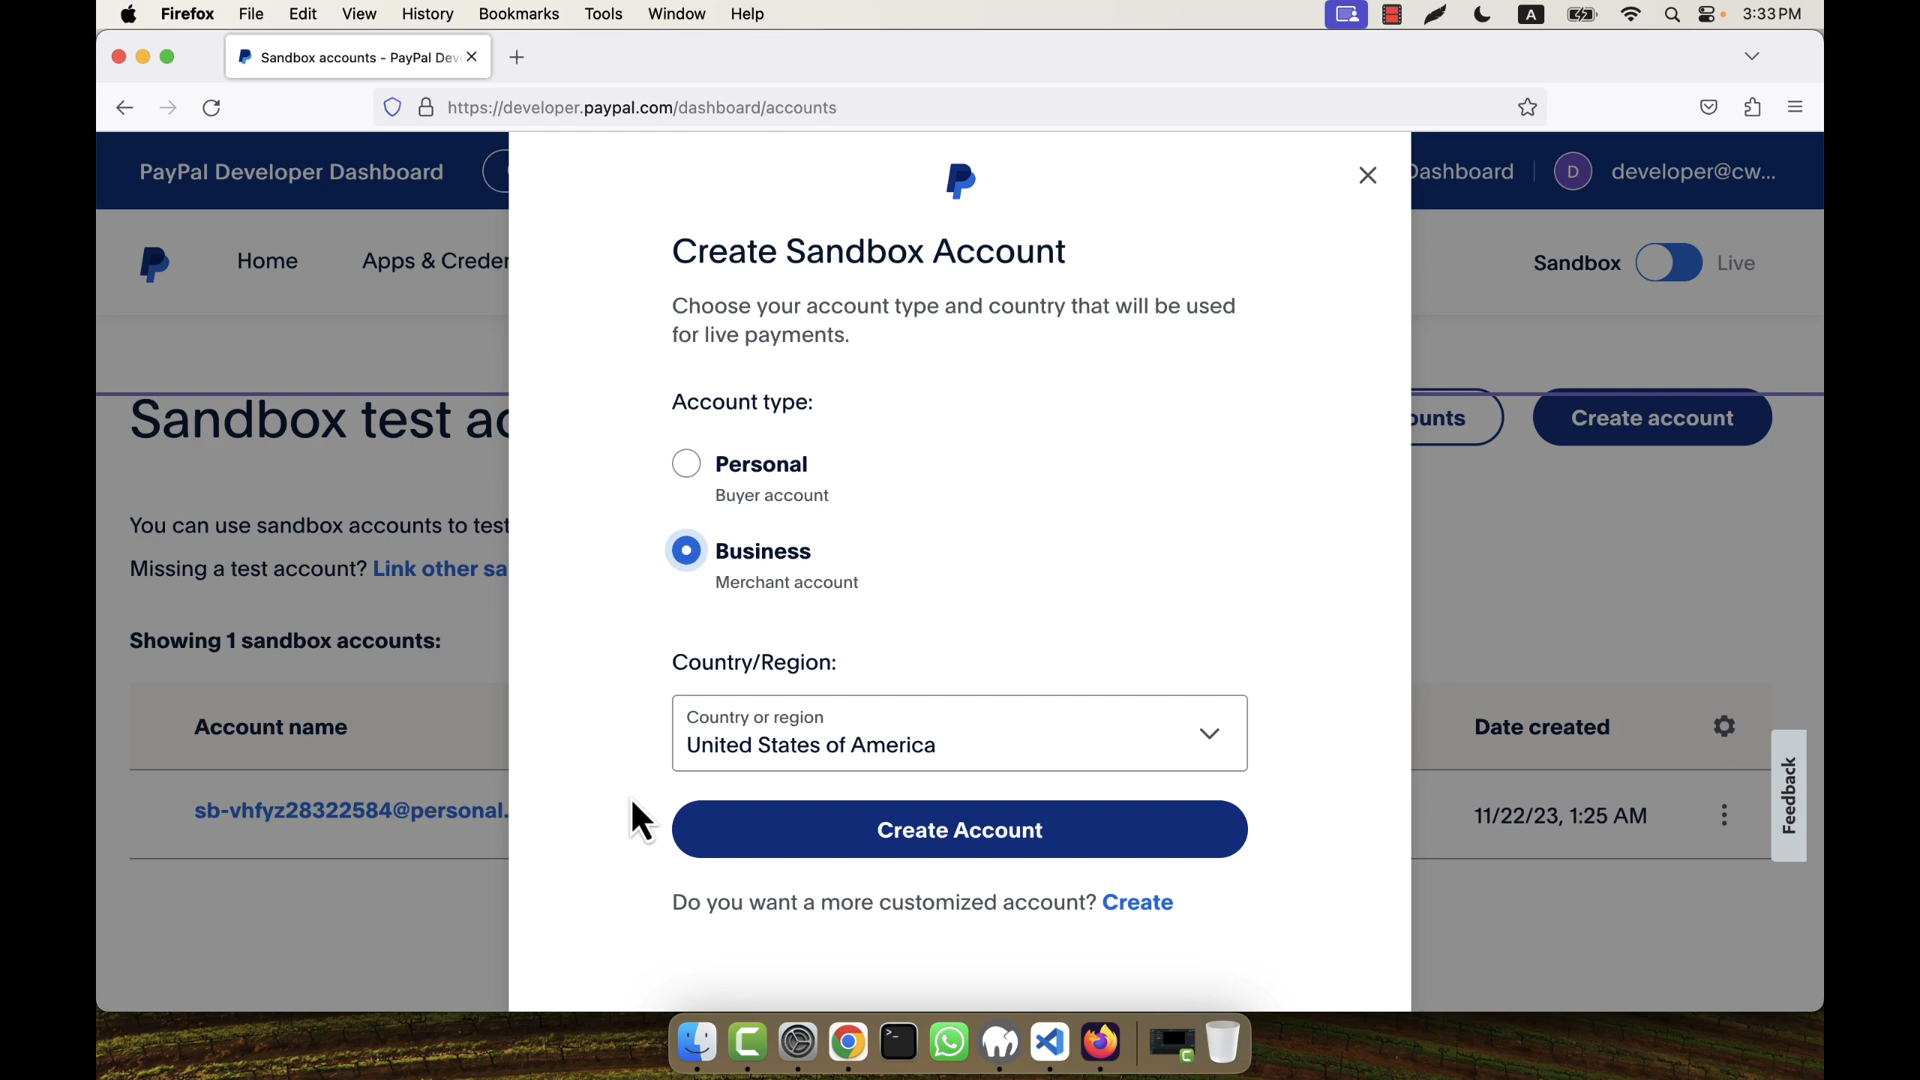 Firefox File Edit View History Bookmarks Tools Window Help
A
3:33 PM
Sandbox accounts - PayPal Dev
https://developer.paypal.com/dashboard/accounts
PayPal Developer Dashboard
Dashboard
D
developer@cw...
Home
Apps & Creden
Sandbox
Live
Create Sandbox Account
Choose your account type and country that will be used
for live payments.
Account type:
Personal
Buyer account
Business
Merchant account
Country/Region:
Country or region
United States of America
Create Account
Do you want a more customized account? Create
Sandbox test ac
ounts
Create account
You can use sandbox accounts to test
Missing a test account? Link other sa
Showing 1 sandbox accounts:
Account name
Date created
sb-vhfyz28322584@personal.
11/22/23, 1:25 AM
Feedback